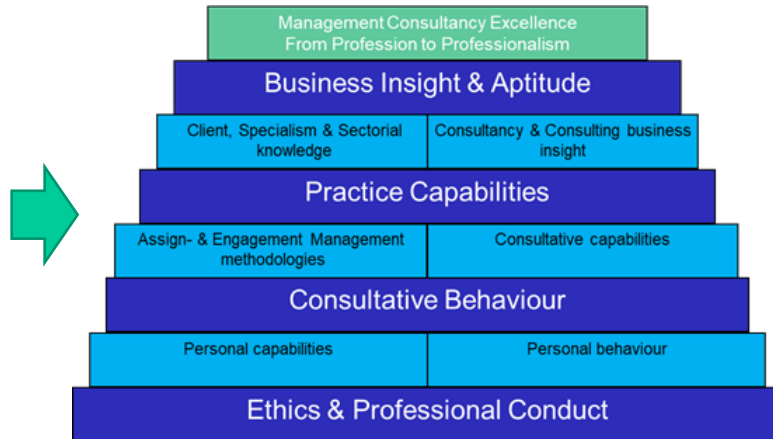 Management Consultancy Excellence
From Profession to Professionalism
Business Insight & Aptitude
Client, Specialism & Sectorial
knowledge
Consultancy & Consulting business
insight
Practice Capabilities
Assign- & Engagement Management
methodologies
Consultative capabilities
Consultative Behaviour
Personal capabilities
Personal behaviour
Ethics & Professional Conduct